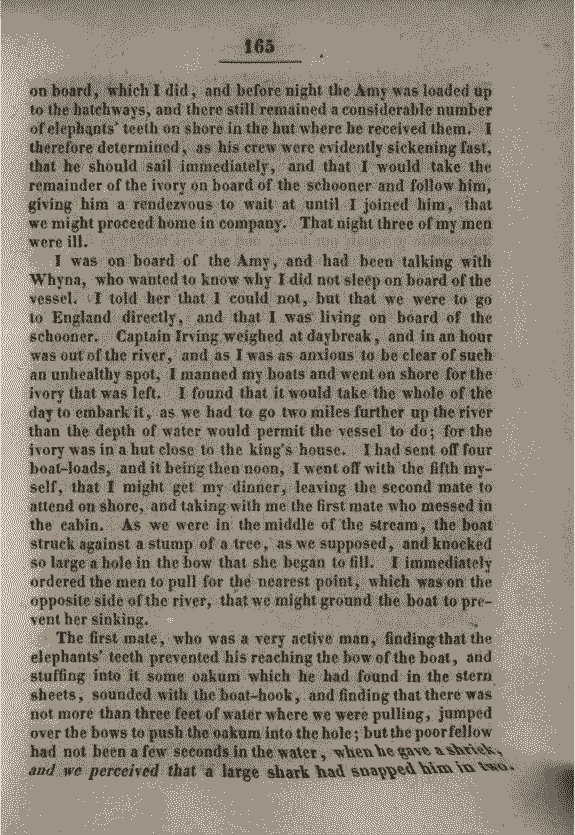 165
on board, which I did, and before night the Amy was loaded up
to the hatchways, and there still remained a considerable number
of elephants' teeth on shore in the hut where he received them. I
therefore determined, as his crew were evidently sickening fast,
that he should sail immediately, and that I would take the
remainder of the ivory on board of the schooner and follow him,
giving him a rendezvous to wait at until I joined him, that
we might proceed home in company. That night three of my men
were ill.
I was on board of the Amy, and had been talking with
Whyna, who wanted to know why I did not sleep on board of the
vessel. I told her that I could not, but that we were to go
to England directly, and that I was living on board of the
schooner. Captain Irving weighed at daybreak, and in an hour
was out of the river, and as I was as anxious to be clear of such
an unhealthy spot, I manned my boats and went on shore for the
ivory that was left. I found that it would take the whole of the
day to embark it, as we had to go two miles further up the river
than the depth of water would permit the vessel to do; for the
ivory was in a hut close to the king's house. I had sent off four
boat-loads, and it being then noon, I went off with the fifth my-
self, that I might get my dinner, leaving the second mate to
attend on shore, and taking with me the first mate who messed in
the cabin. As we were in the middle of the stream, the boat
struck against a stump of a tree, as we supposed, and knocked
so large a hole in the bow that she began to fill. I immediately
ordered the men to pull for the nearest point, which was on the
opposite side of the river, that we might ground the boat to pre-
vent her sinking.
The first mate, who was a very active man, finding that the
elephants' teeth prevented his reaching the bow of the boat, and
stuffing into it some oakum which he had found in the stern
sheets, sounded with the boat-hook, and finding that there was
not more than three feet of water where we were pulling, jumped
over the bows to push the oakum into the hole; but the poor fellow
had not been a few seconds in the water, when he gave a shriek,
and we perceived that a large shark had snapped him in two.